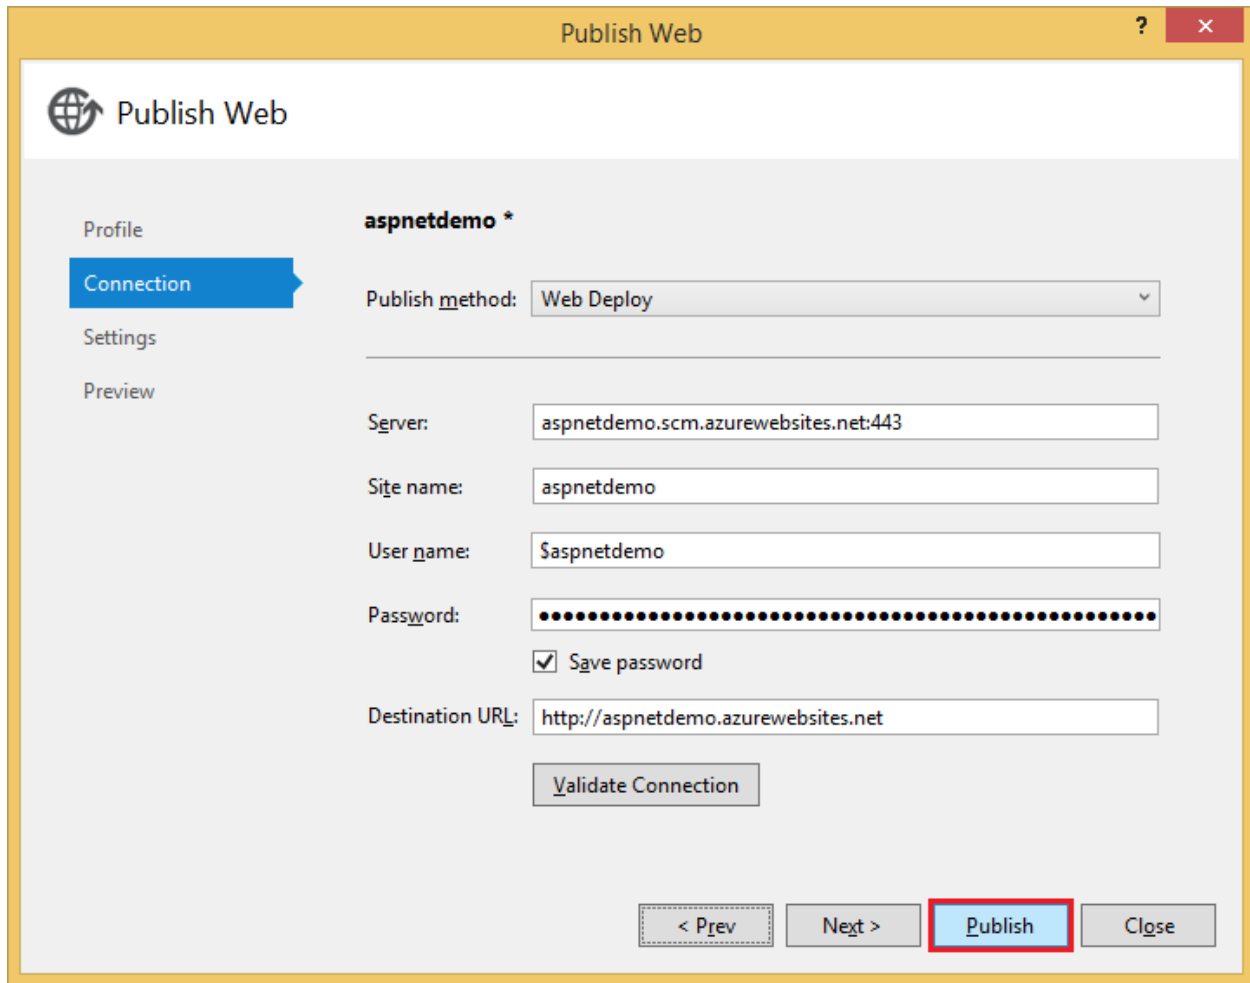 Publish Web
?
Publish Web
Profile
Connection
Settings
Preview
aspnetdemo *
Publish method: Web Deploy
Server: aspnetdemo.scm.azurewebsites.net:443
Site name: aspnetdemo
User name: $aspnetdemo
Password: ●●●●●●●●●●●●●●●●●●●●●●●●●●●●●●●●●●●●●●●●●●●●●●●●●●●
Save password
Destination URL: http://aspnetdemo.azurewebsites.net
Validate Connection
< Prev Next > Publish Close